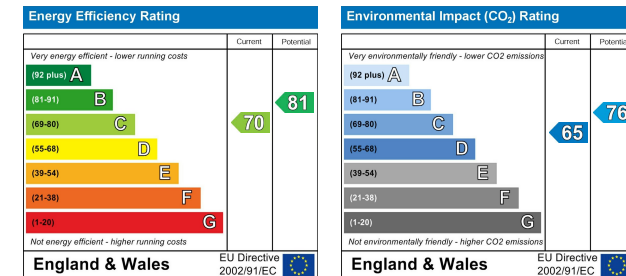 Energy Efficiency Rating
Current Potential
Very energy efficient - lower running costs
(92 plus) A
(81-91) B
81
(69-80) C
70
(55-68) D
(39-54) E
(21-38) F
(1-20) G
Not energy efficient - higher running costs
England & Wales
EU Directive
2002/91/EC
Environmental Impact (CO₂) Rating
Current Potential
Very environmentally friendly - lower CO2 emissions
(92 plus) A
(81-91) B
76
(69-80) C
65
(55-68) D
(39-54) E
(21-38) F
(1-20) G
Not environmentally friendly - higher CO2 emissions
England & Wales
EU Directive
2002/91/EC